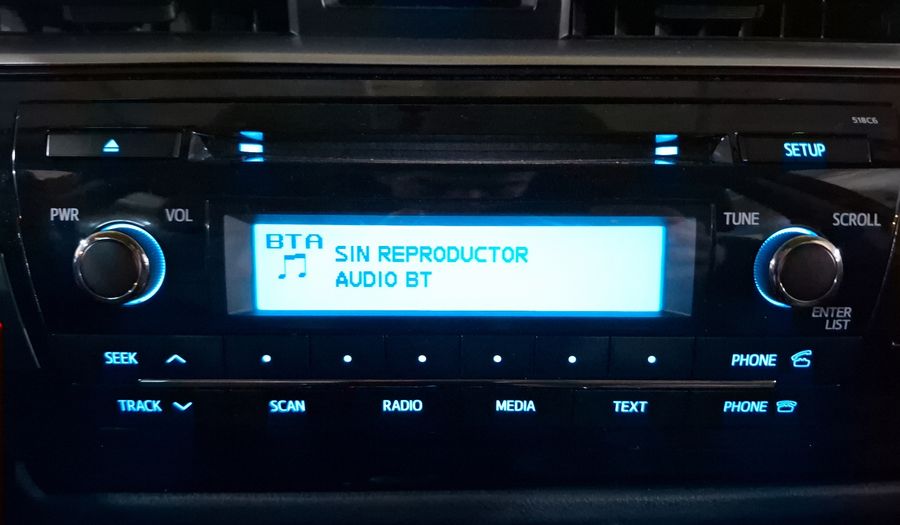 518C6
SETUP
PWR
VOL
TUNE
SCROLL
BTA
SIN REPRODUCTOR
AUDIO BT
ENTER
LIST
SEEK
PHONE
TRACK
SCAN
RADIO
MEDIA
TEXT
PHONE